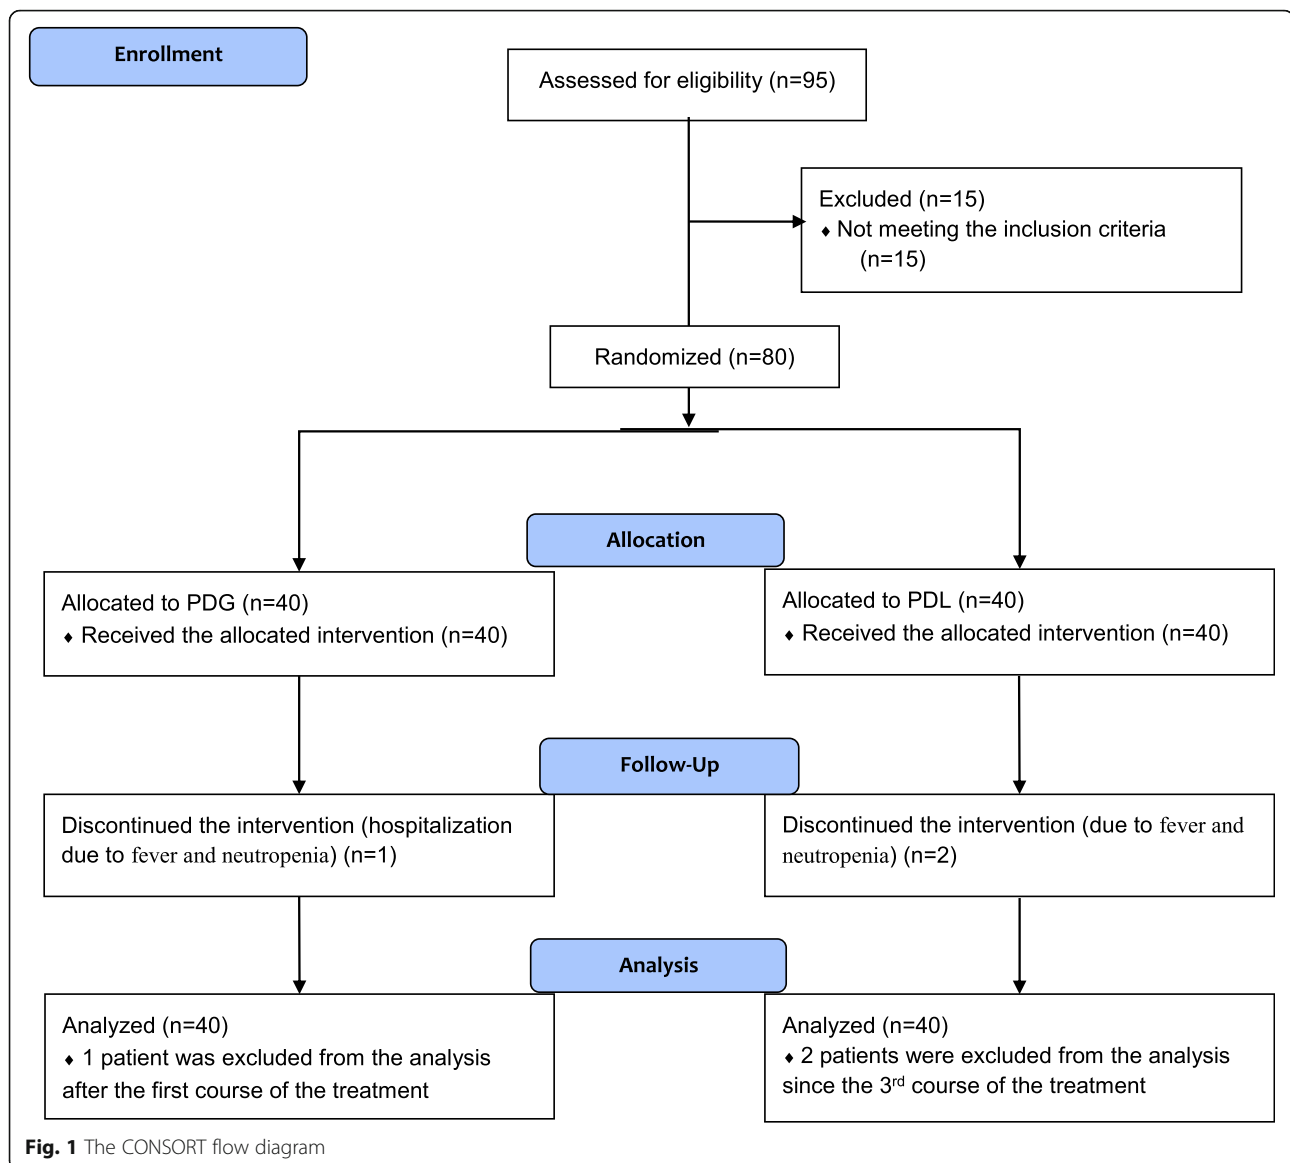 Enrollment
Assessed for eligibility (n=95)
Excluded (n=15)
♦ Not meeting the inclusion criteria
(n=15)
Randomized (n=80)
Allocation
Allocated to PDG (n=40)
♦ Received the allocated intervention (n=40)
Allocated to PDL (n=40)
♦ Received the allocated intervention (n=40)
Follow-Up
Discontinued the intervention (hospitalization
due to fever and neutropenia) (n=1)
Discontinued the intervention (due to fever and
neutropenia) (n=2)
Analysis
Analyzed (n=40)
♦ 1 patient was excluded from the analysis
after the first course of the treatment
Analyzed (n=40)
♦ 2 patients were excluded from the analysis
since the 3rd course of the treatment
Fig. 1 The CONSORT flow diagram